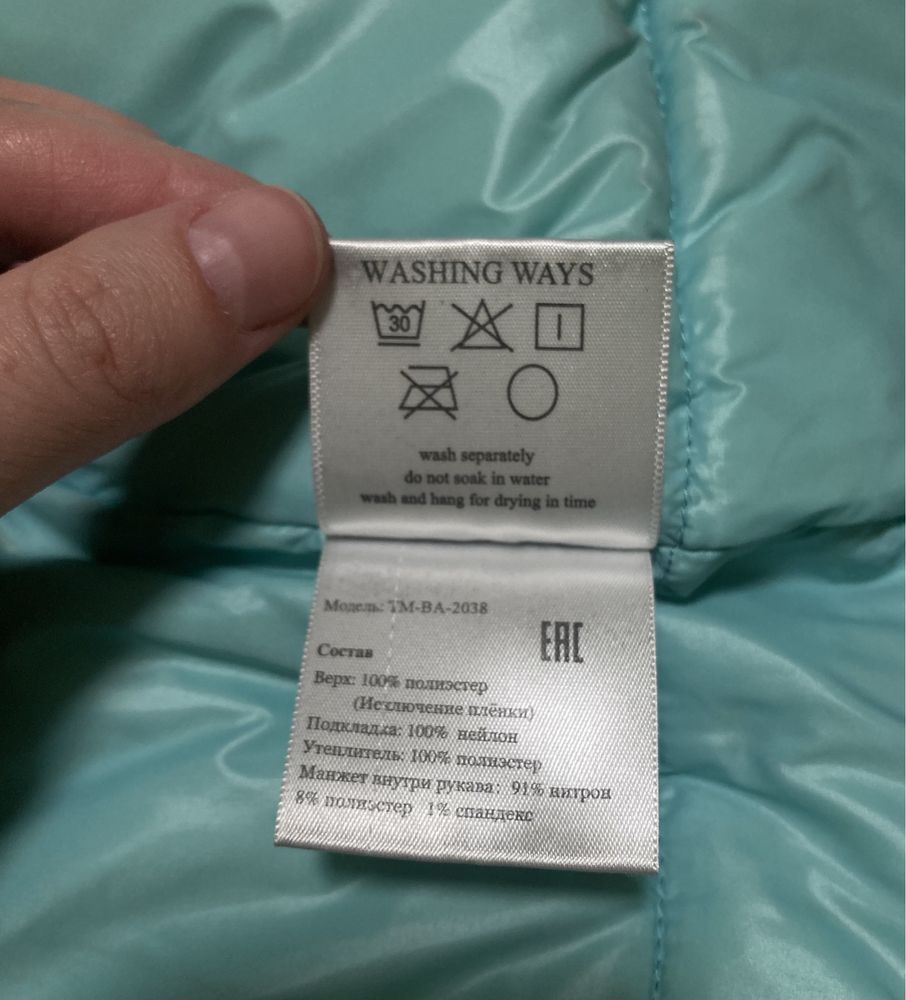 WASHING WAYS
30
wash separately
do not soak in water
wash and hang for drying in time
Модель: TM-BA-2038
EAC
Состав
Верх: 100% полиэстер
(Исключение плёнки)
Подкладка: 100% нейлон
Утеплитель: 100% полиэстер
Манжет внутри рукава: 91% нитрон
8% полиэстер 1% спандекс